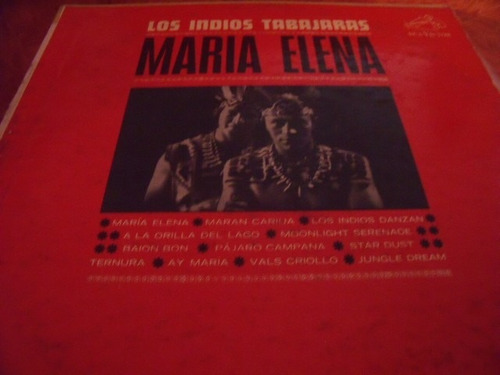 LOS INDIOS TABAJARAS
MARIA ELENA
MARÍA ELENA ✱ MARAN CARIUA ✱ LOS INDIOS DANZAN
A LA ORILLA DEL LAGO ✱ MOONLIGHT SERENADE
BAION BON ✱ PÁJARO CAMPANA ✱ STAR DUST
TERNURA ✱ AY MARIA ✱ VALS CRIOLLO ✱ JUNGLE DREAM